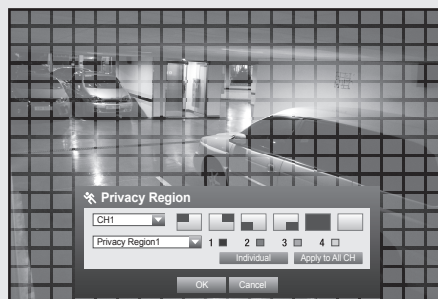 Privacy Region
CH1
Privacy Region1 1 2 3 4
Individual Apply to All CH
OK Cancel